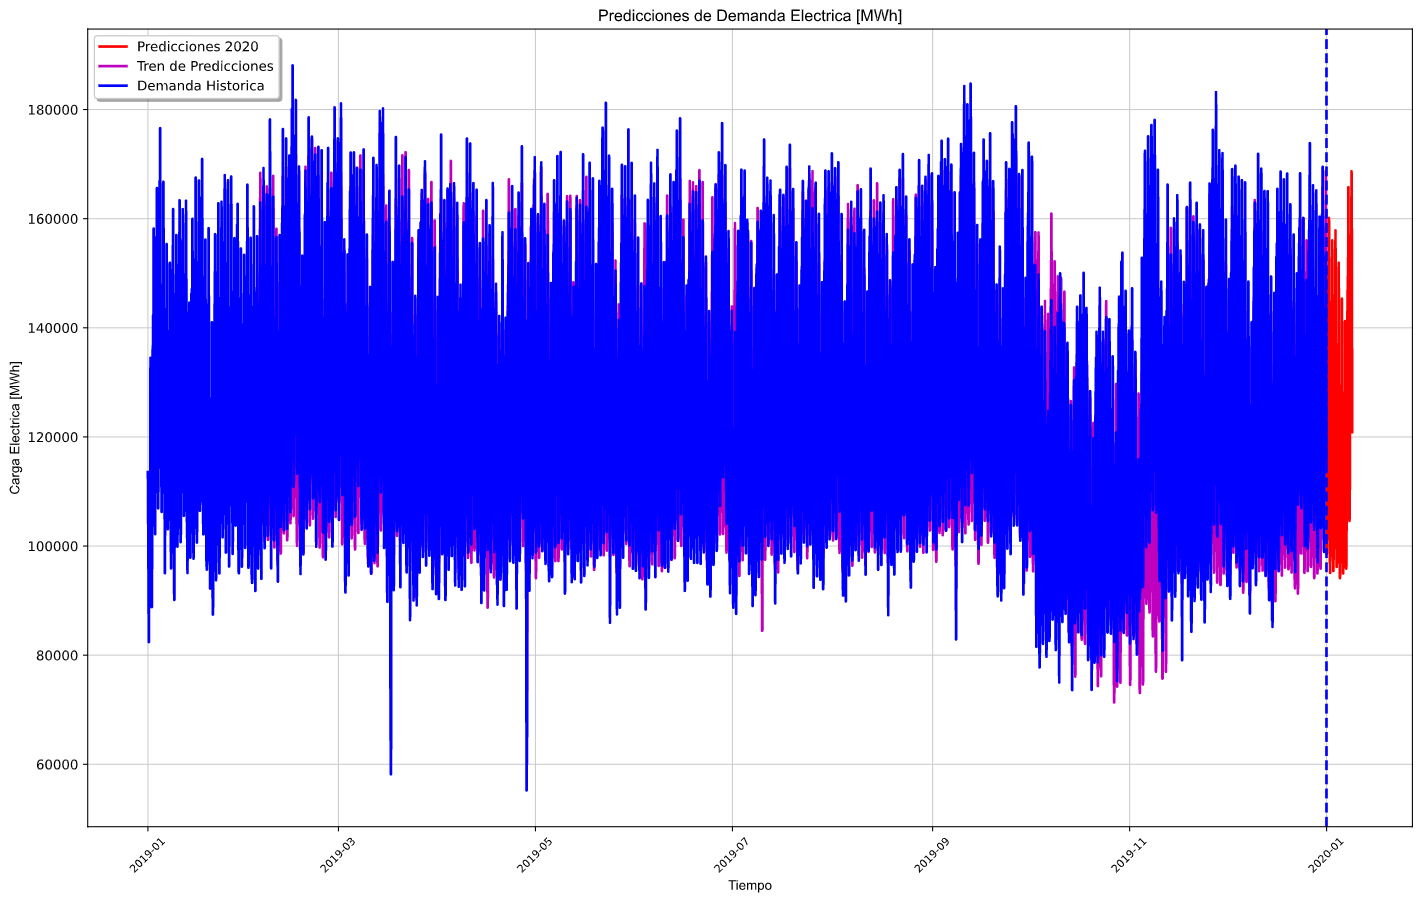 Predicciones de Demanda Electrica [MWh]
Predicciones 2020
Tren de Predicciones
Demanda Historica
180000
160000
140000
120000
100000
80000
60000
Carga Electrica [MWh]
2019-01
2019-03
2019-05
2019-07
2019-09
2019-11
2020-01
Tiempo